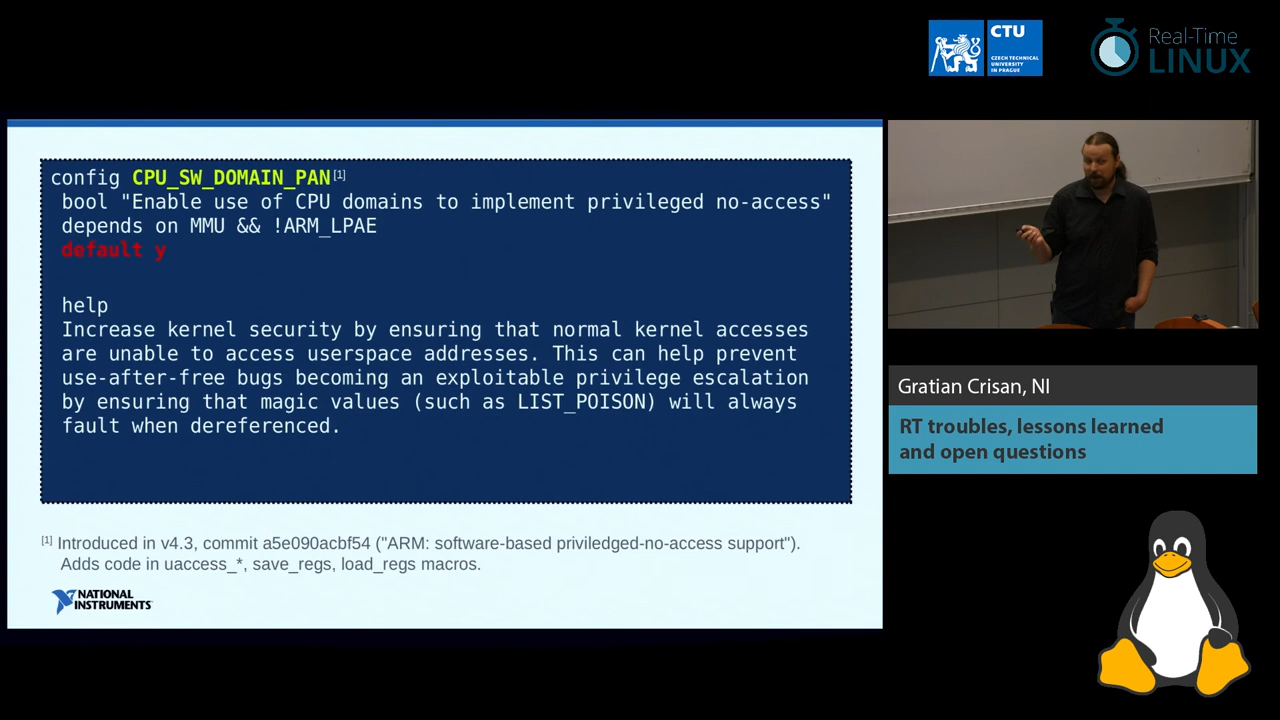 CTU
CZECH TECHNICAL
UNIVERSITY
IN PRAGUE
Real-Time
LINUX
config CPU_SW_DOMAIN_PAN[1]
bool "Enable use of CPU domains to implement privileged no-access"
depends on MMU && !ARM_LPAE
default y
help
Increase kernel security by ensuring that normal kernel accesses
are unable to access userspace addresses. This can help prevent
use-after-free bugs becoming an exploitable privilege escalation
by ensuring that magic values (such as LIST_POISON) will always
fault when dereferenced.
[1] Introduced in v4.3, commit a5e090acbf54 ("ARM: software-based priviledged-no-access support").
Adds code in uaccess_*, save_regs, load_regs macros.
NATIONAL
INSTRUMENTS
Gratian Crisan, NI
RT troubles, lessons learned
and open questions